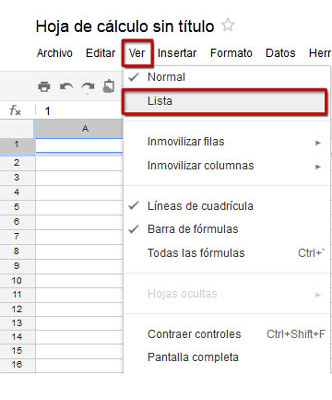 Hoja de cálculo sin título
Archivo Editar Ver Insertar Formato Datos Herr
Normal
fx 1
Lista
A
1
Inmovilizar filas
2
Inmovilizar columnas
3
4
5
Líneas de cuadrícula
6
Barra de fórmulas
7
8
Todas las fórmulas Ctrl+`
9
10
11
Hojas ocultas
12
13
Contraer controles Ctrl+Shift+F
14
15
Pantalla completa
16